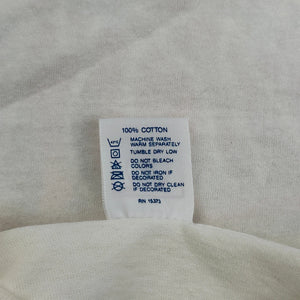 100% COTTON
MACHINE WASH
WARM SEPARATELY
TUMBLE DRY LOW
DO NOT BLEACH
COLORS
DO NOT IRON IF
DECORATED
DO NOT DRY CLEAN
IF DECORATED
RN 15373